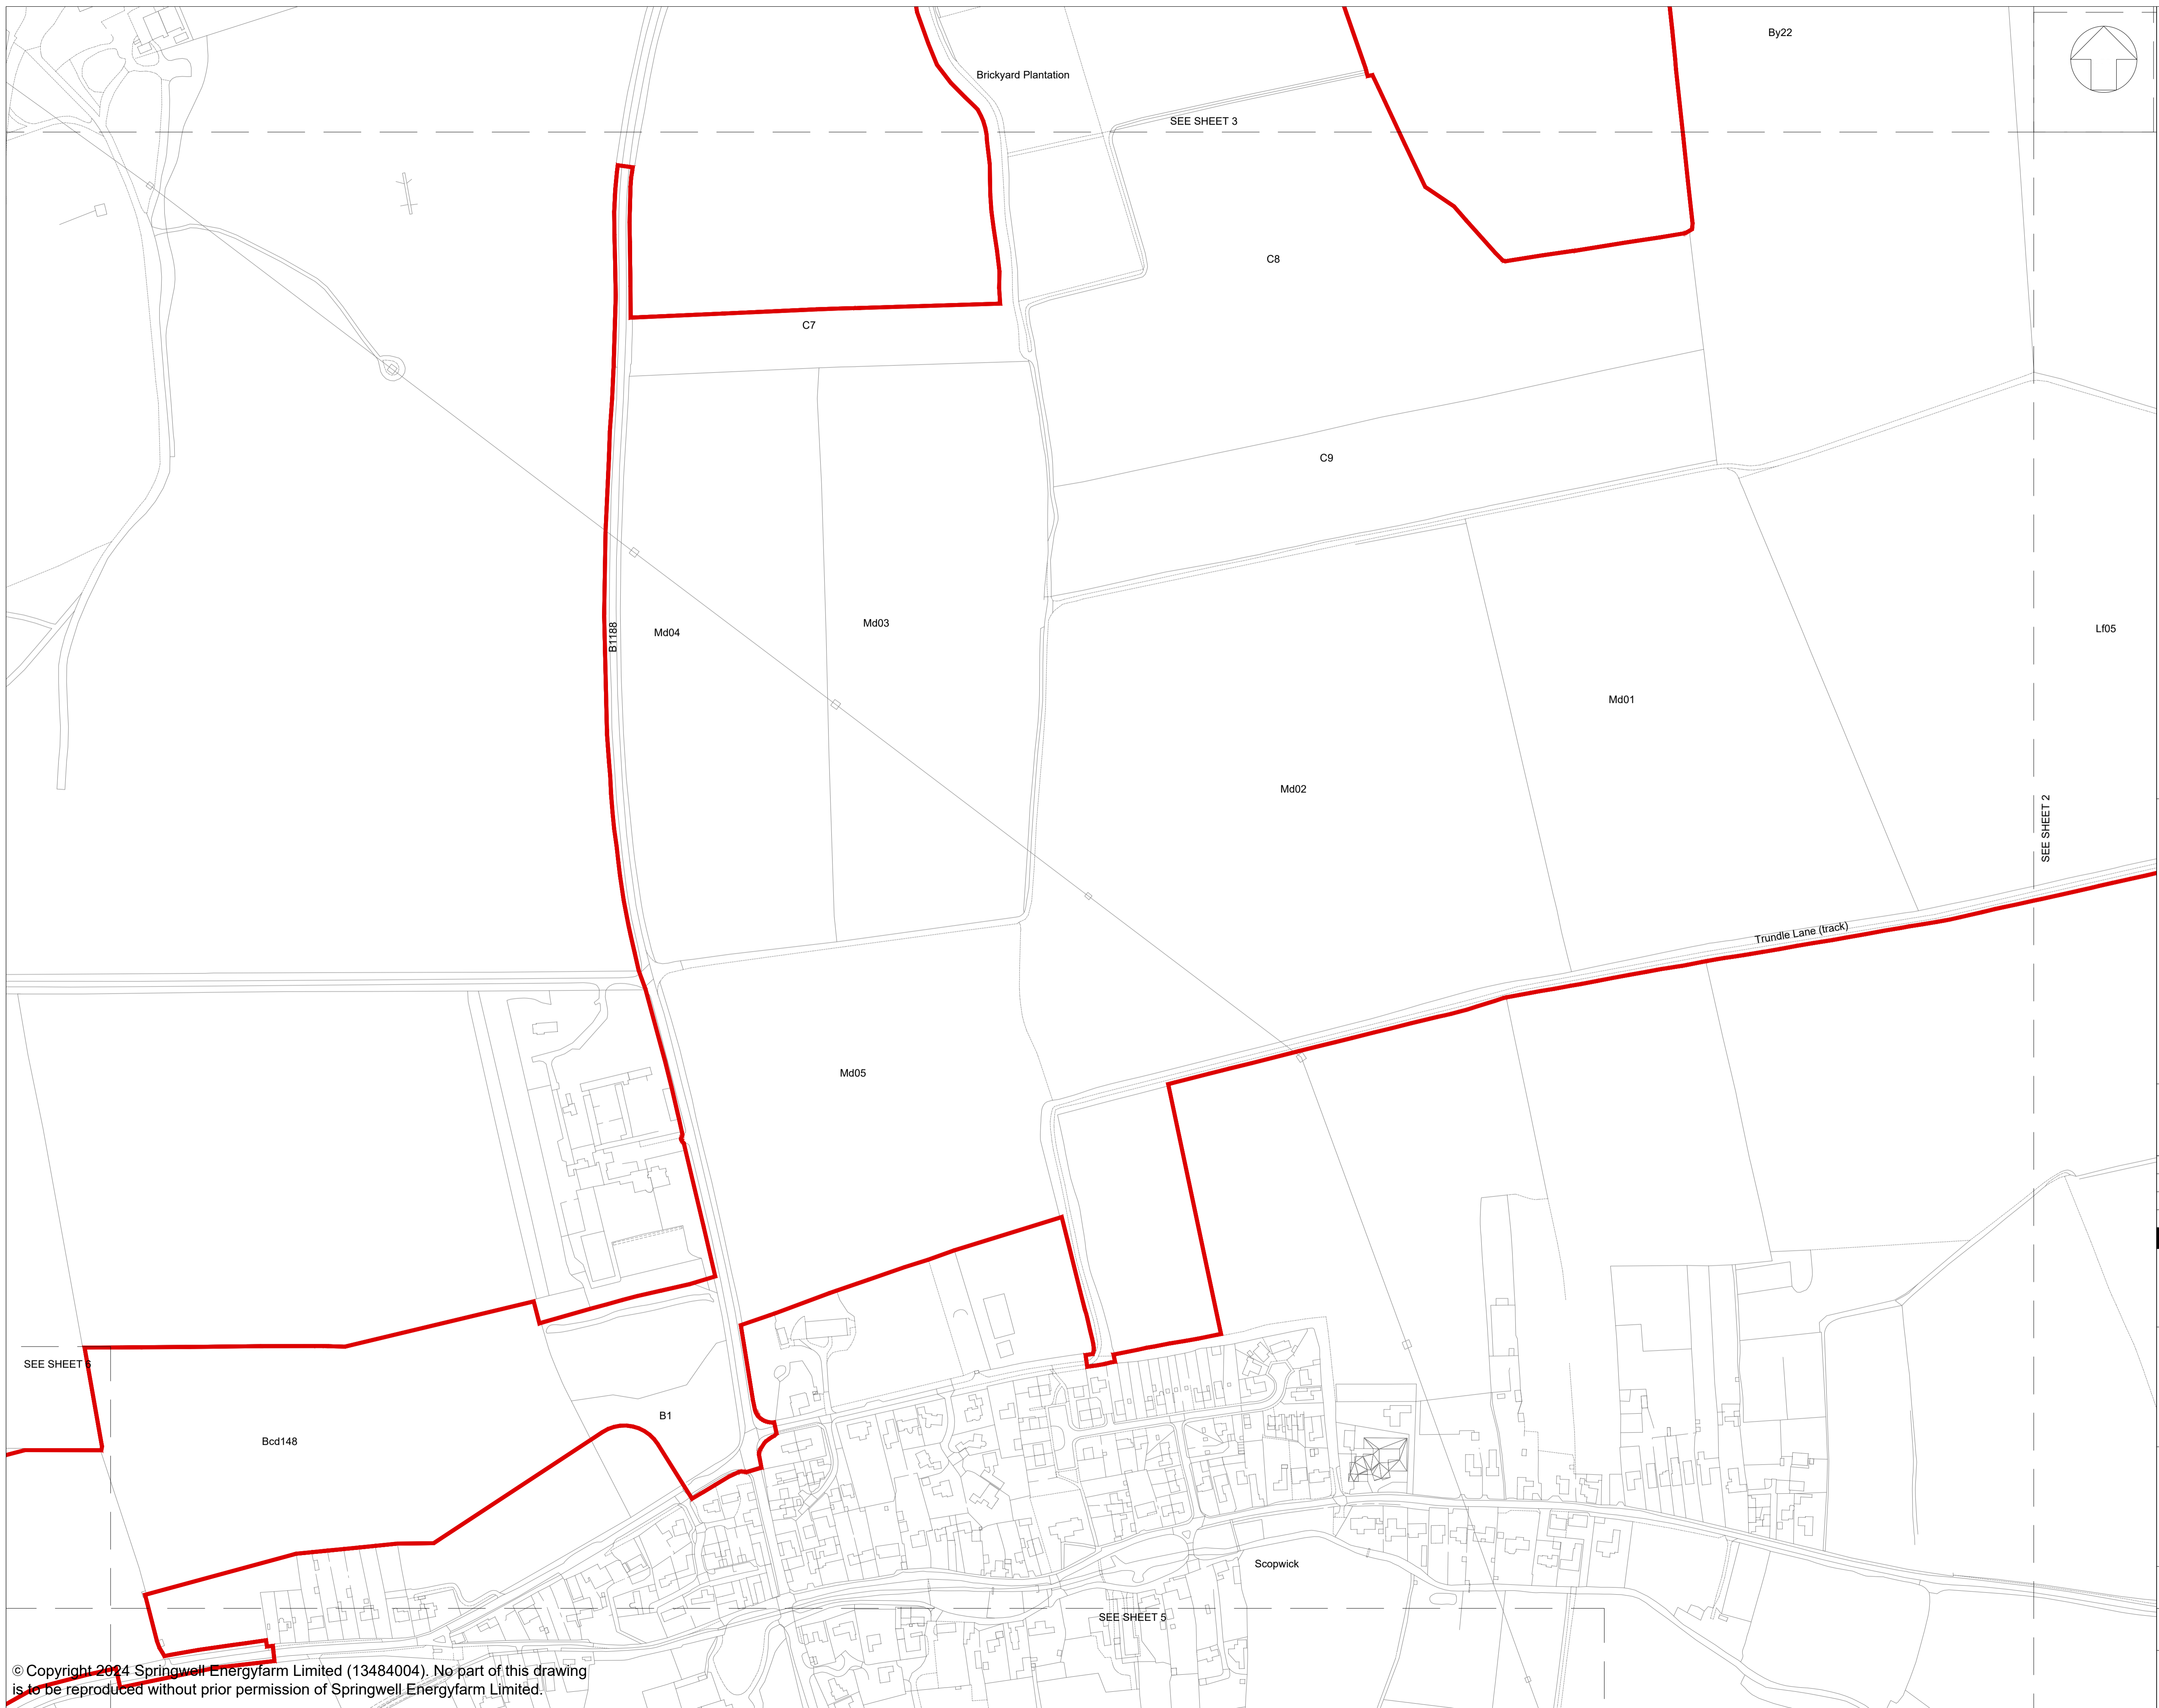 By22
Brickyard Plantation
SEE SHEET 3
C8
C7
C9
B1188
Md04
Md03
Lf05
Md01
Md02
SEE SHEET 2
Trundle Lane (track)
Md05
SEE SHEET 6
B1
Bcd148
Scopwick
SEE SHEET 5
© Copyright 2024 Springwell Energyfarm Limited (13484004). No part of this drawing
is to be reproduced without prior permission of Springwell Energyfarm Limited.